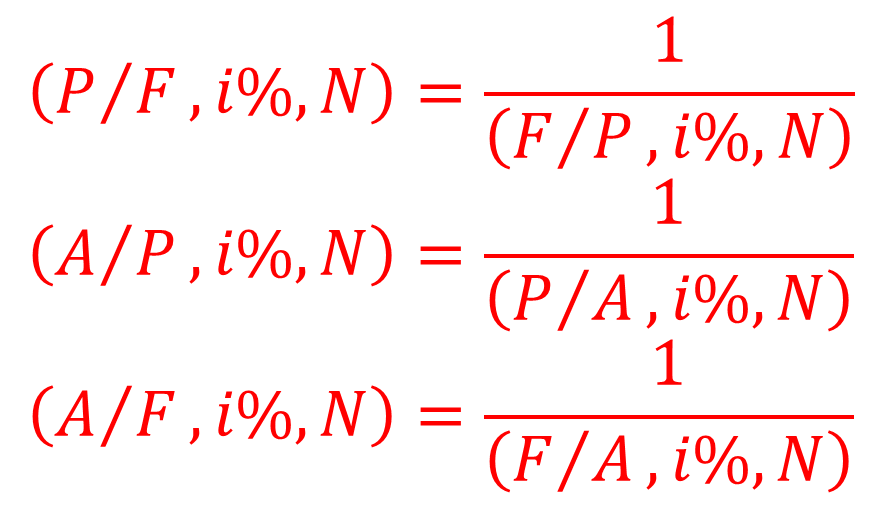 (P/F , i%, N) = 1/(F/P , i%, N)
(A/P , i%, N) = 1/(P/A , i%, N)
(A/F , i%, N) = 1/(F/A , i%, N)